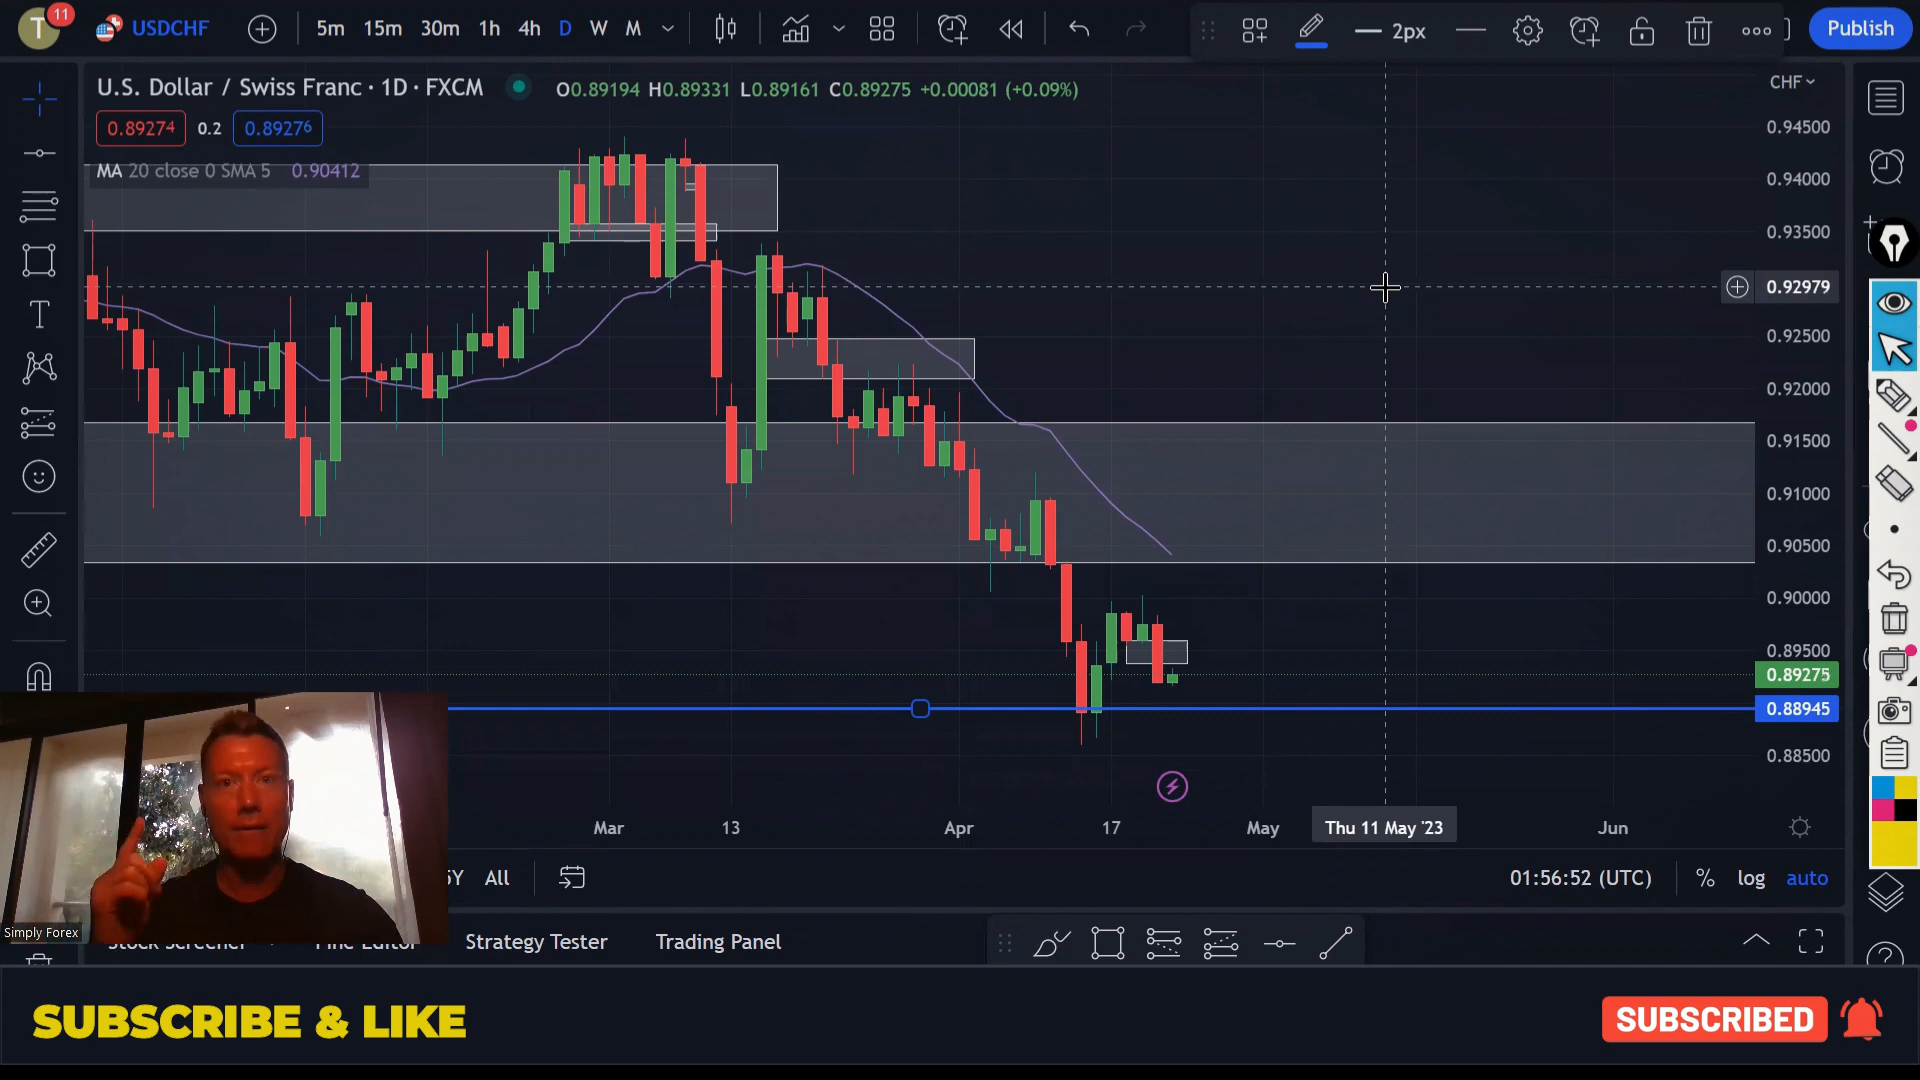 T 11 USDCHF 5m 15m 30m 1h 4h D W M 2px Publish
U.S. Dollar / Swiss Franc · 1D · FXCM O0.89194 H0.89331 L0.89161 C0.89275 +0.00081 (+0.09%) CHF
0.89274 0.2 0.89276
MA 20 close 0 SMA 5 0.90412
0.94500
0.94000
0.93500
0.92979
0.92500
0.92000
0.91500
0.91000
0.90500
0.90000
0.89500
0.89275
0.88945
0.88500
Mar 13 Apr 17 May Thu 11 May '23 Jun
5Y All 01:56:52 (UTC) % log auto
Simply Forex
Stock Screener Pine Editor Strategy Tester Trading Panel
SUBSCRIBE & LIKE SUBSCRIBED